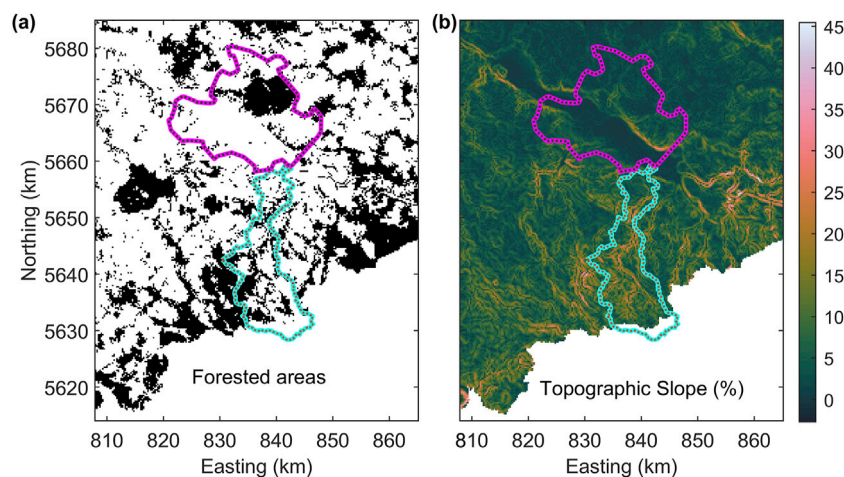 (a)
(b)
5680
5670
5660
5650
5640
5630
5620
Northing (km)
Forested areas
810 820 830 840 850 860
Easting (km)
Topographic Slope (%)
810 820 830 840 850 860
Easting (km)
45
40
35
30
25
20
15
10
5
0